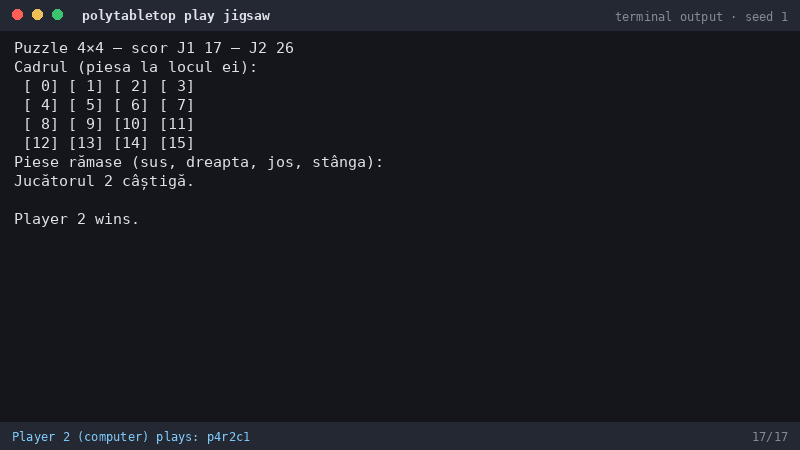 polytabletop play jigsaw
terminal output · seed 1
Puzzle 4×4 — scor J1 17 — J2 26
Cadrul (piesa la locul ei):
[ 0] [ 1] [ 2] [ 3]
[ 4] [ 5] [ 6] [ 7]
[ 8] [ 9] [10] [11]
[12] [13] [14] [15]
Piese rămase (sus, dreapta, jos, stânga):
Jucătorul 2 câștigă.
Player 2 wins.
Player 2 (computer) plays: p4r2c1
17/17